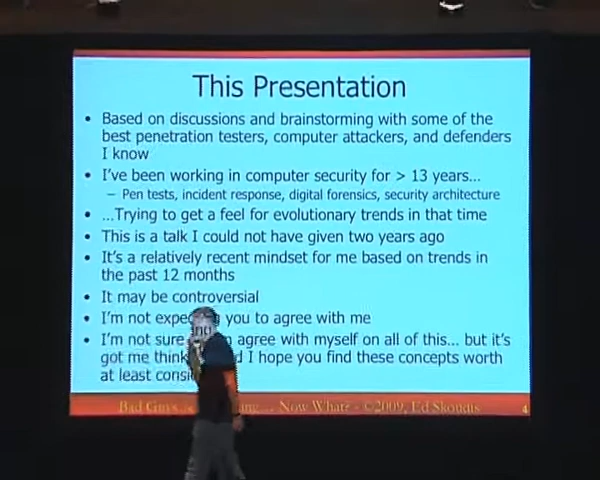 This Presentation
• Based on discussions and brainstorming with some of the
best penetration testers, computer attackers, and defenders
I know
• I've been working in computer security for > 13 years...
– Pen tests, incident response, digital forensics, security architecture
• ...Trying to get a feel for evolutionary trends in that time
• This is a talk I could not have given two years ago
• It's a relatively recent mindset for me based on trends in
the past 12 months
• It may be controversial
• I'm not you to agree with me
• I'm not sure agree with myself on all of this... but it's
got me I hope you find these concepts worth
at least
Bad Guys Now What? - ©2009, Ed Skoudis
4